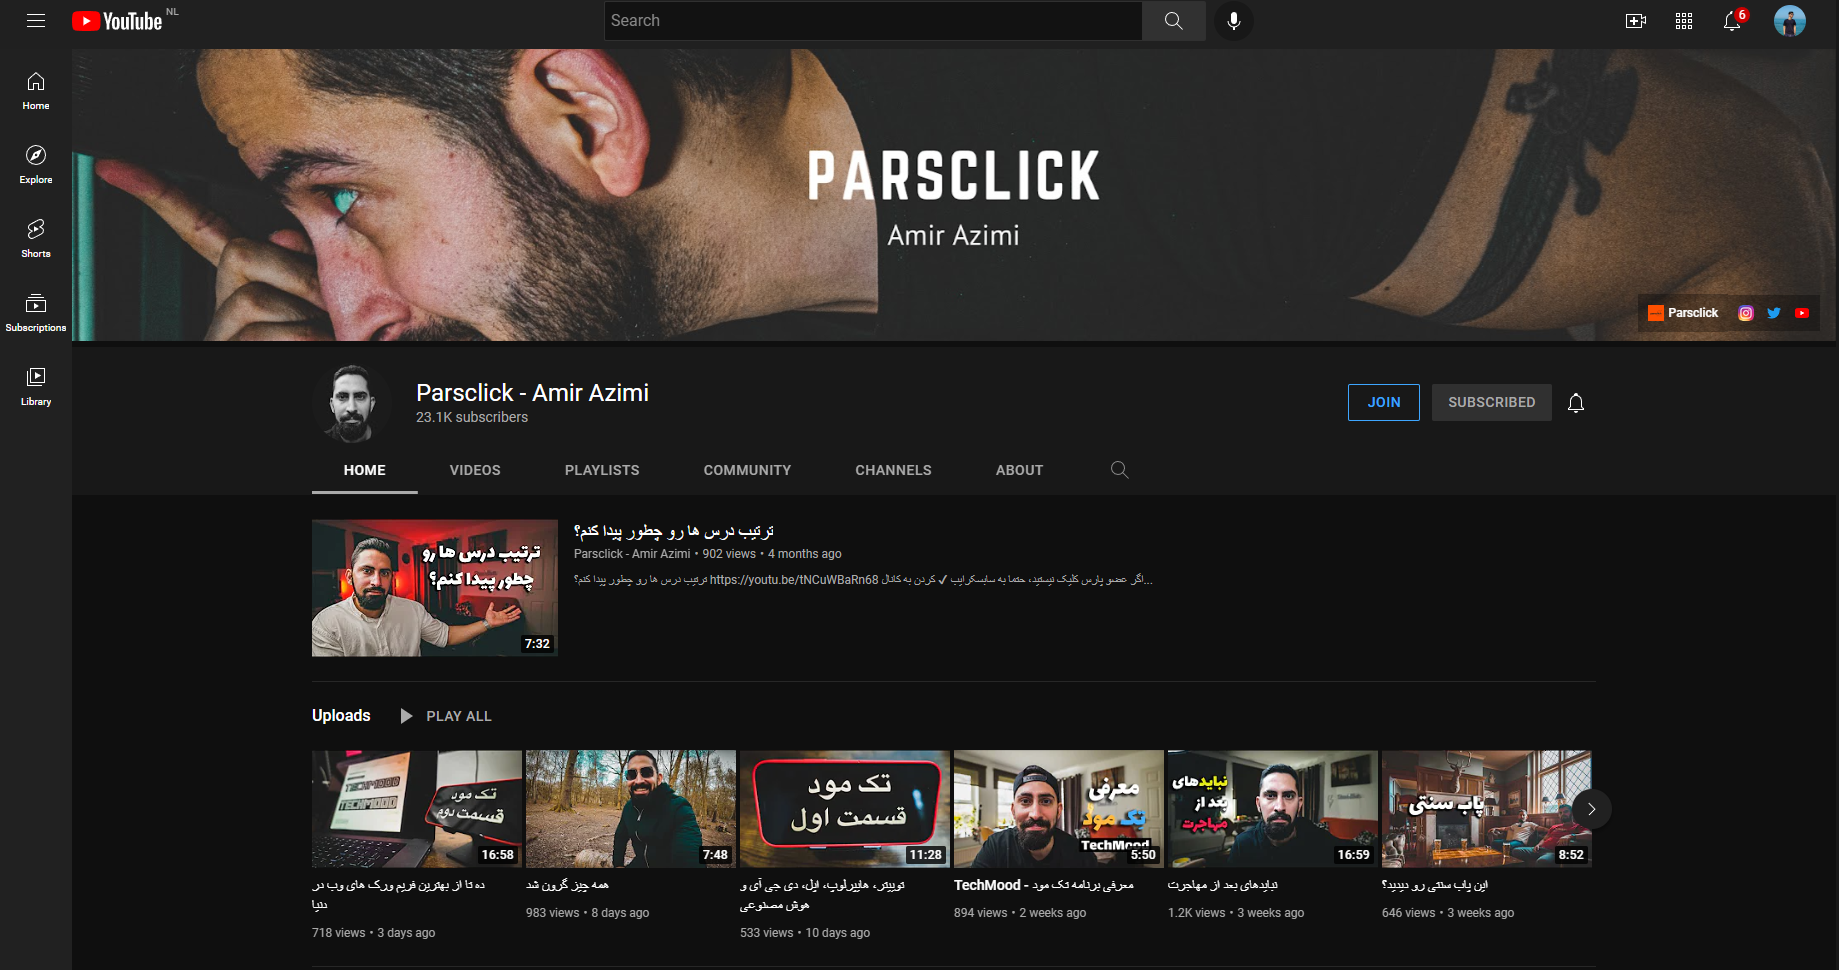 YouTube NL
Search
6
Home
Explore
Shorts
Subscriptions
Library
PARSCLICK
Amir Azimi
Parsclick
Parsclick - Amir Azimi
23.1K subscribers
JOIN
SUBSCRIBED
HOME
VIDEOS
PLAYLISTS
COMMUNITY
CHANNELS
ABOUT
ترتیب درس ها رو
چطور پیدا کنم؟
7:32
ترتیب درس ها رو چطور پیدا کنم؟
Parsclick - Amir Azimi • 902 views • 4 months ago
ترتیب درس ها رو چطور پیدا کنم؟ https://youtu.be/tNCuWBaRn68 اگر عضو پارس کلیک نیستید، حتما به سابسکرایب ✔ کردن به کانال...
Uploads
PLAY ALL
TECHMOOD
TECHMOOD
تک مود
قسمت دوم
16:58
ده تا از بهترین فریم ورک های وب در
دنیا
718 views • 3 days ago
7:48
همه چیز گرون شد
983 views • 8 days ago
تک مود
قسمت اول
11:28
توییتر، هایپرلوپ، اپل، دی جی آی و
هوش مصنوعی
533 views • 10 days ago
معرفی
تک مود
TechMood
5:50
TechMood - معرفی برنامه تک مود
894 views • 2 weeks ago
نبایدهای
بعد از
مهاجرت
16:59
نبایدهای بعد از مهاجرت
1.2K views • 3 weeks ago
پاب سنتی
8:52
این پاب سنتی رو دیدید؟
646 views • 3 weeks ago